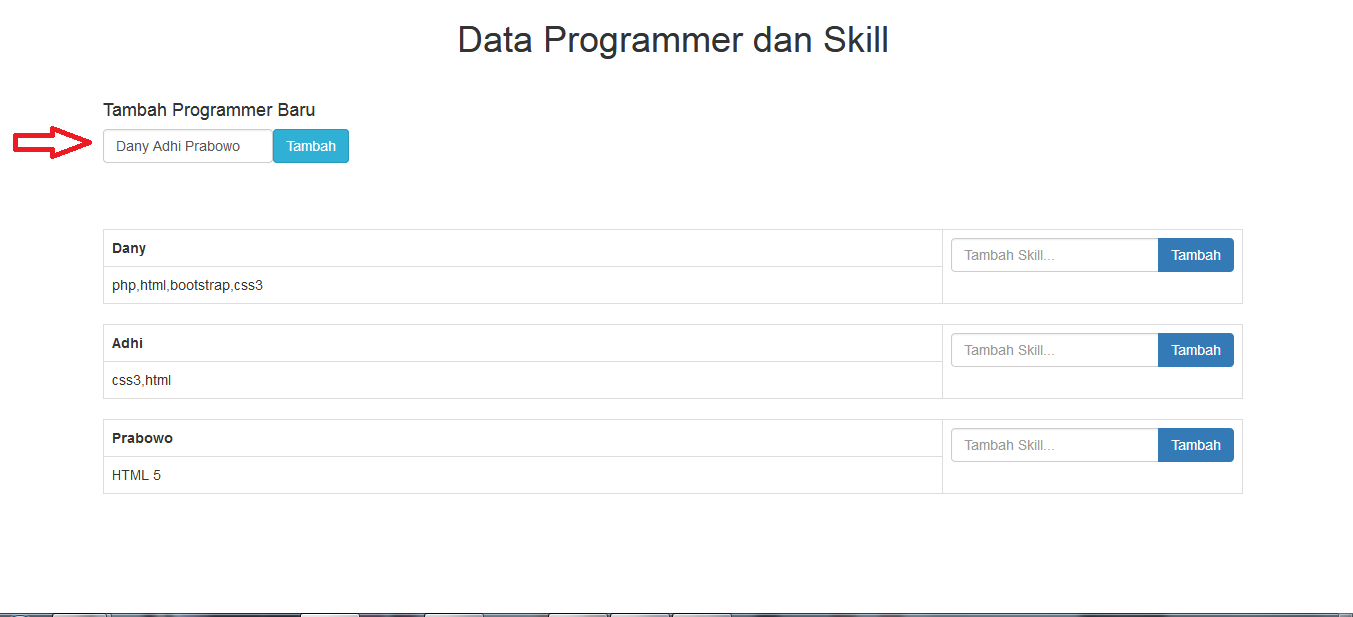 Data Programmer dan Skill
Tambah Programmer Baru
Dany Adhi Prabowo Tambah
Dany
Tambah Skill... Tambah
php,html,bootstrap,css3
Adhi
Tambah Skill... Tambah
css3,html
Prabowo
Tambah Skill... Tambah
HTML 5